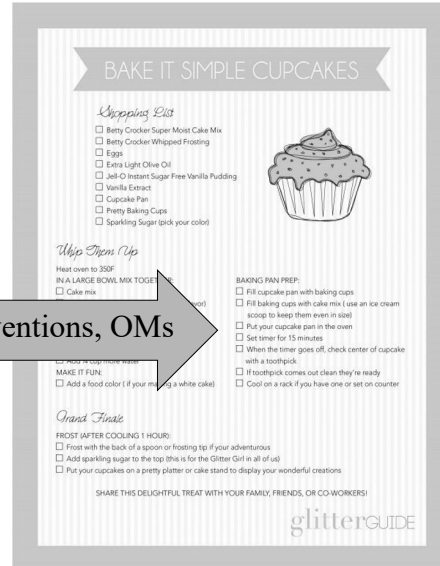 BAKE IT SIMPLE CUPCAKES
Shopping List
Betty Crocker Super Moist Cake Mix
Betty Crocker Whipped Frosting
Eggs
Extra Light Olive Oil
Jell-O Instant Sugar Free Vanilla Pudding
Vanilla Extract
Cupcake Pan
Pretty Baking Cups
Sparkling Sugar (pick your color)
Whip Them Up
Heat oven to 350F
IN A LARGE BOWL MIX
Cake mix
entions, OMs
more water
MAKE IT FUN:
Add a food color ( if your making a white cake)
BAKING PAN PREP:
Fill cupcake pan with baking cups
Fill baking cups with cake mix ( use an ice cream
scoop to keep them even in size)
Put your cupcake pan in the oven
Set timer for 15 minutes
When the timer goes off, check center of cupcake
with a toothpick
If toothpick comes out clean they're ready
Cool on a rack if you have one or set on counter
Grand Finale
FROST (AFTER COOLING 1 HOUR):
Frost with the back of a spoon or frosting tip if your adventurous
Add sparkling sugar to the top (this is for the Glitter Girl in all of us)
Put your cupcakes on a pretty platter or cake stand to display your wonderful creations
SHARE THIS DELIGHTFUL TREAT WITH YOUR FAMILY, FRIENDS, OR CO-WORKERS!
glitterGUIDE